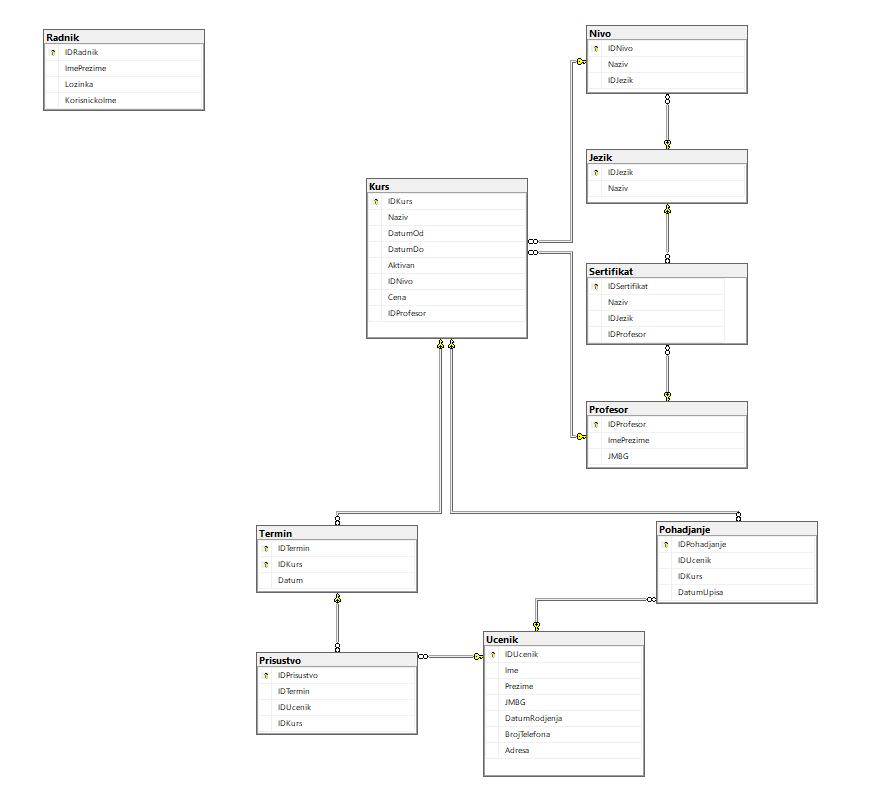 Radnik
IDRadnik
ImePrezime
Lozinka
KorisnickoIme
Nivo
IDNivo
Naziv
IDJezik
Jezik
IDJezik
Naziv
Kurs
IDKurs
Naziv
DatumOd
DatumDo
Aktivan
IDNivo
Cena
IDProfesor
Sertifikat
IDSertifikat
Naziv
IDJezik
IDProfesor
Profesor
IDProfesor
ImePrezime
JMBG
Termin
IDTermin
IDKurs
Datum
Pohadjanje
IDPohadjanje
IDUcenik
IDKurs
DatumUpisa
Prisustvo
IDPrisustvo
IDTermin
IDUcenik
IDKurs
Ucenik
IDUcenik
Ime
Prezime
JMBG
DatumRodjenja
BrojTelefona
Adresa